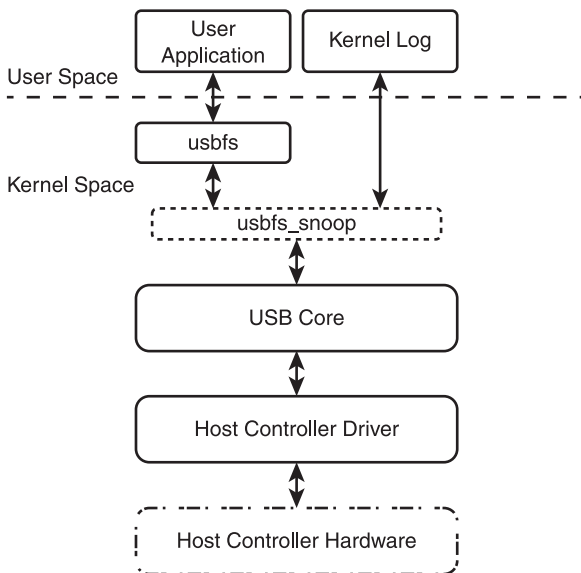 User
Application
Kernel Log
User Space
usbfs
Kernel Space
usbfs_snoop
USB Core
Host Controller Driver
Host Controller Hardware